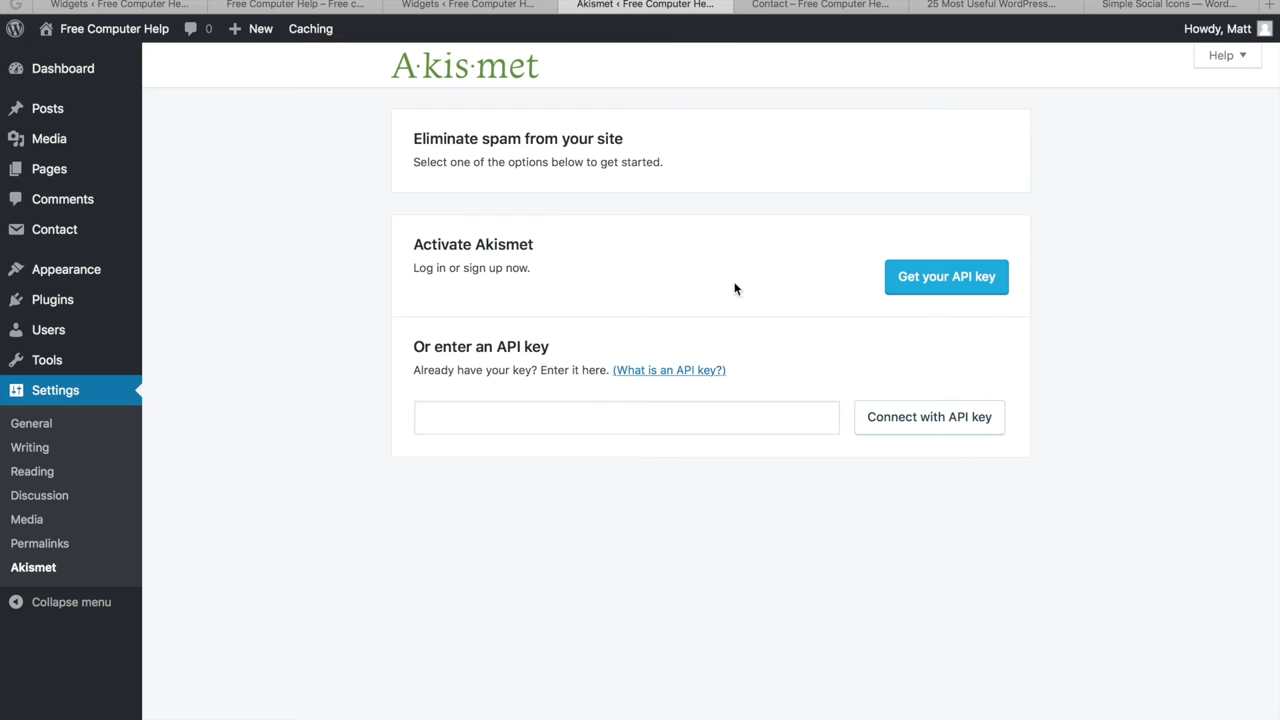 Widgets ‹ Free Computer He...
Free Computer Help – Free c...
Widgets ‹ Free Computer H...
Akismet ‹ Free Computer He...
Contact – Free Computer He...
25 Most Useful WordPress...
Simple Social Icons — Word...
Free Computer Help
0
New
Caching
Howdy, Matt
Dashboard
Posts
Media
Pages
Comments
Contact
Appearance
Plugins
Users
Tools
Settings
General
Writing
Reading
Discussion
Media
Permalinks
Akismet
Collapse menu
A·kis·met
Help
Eliminate spam from your site
Select one of the options below to get started.
Activate Akismet
Log in or sign up now.
Get your API key
Or enter an API key
Already have your key? Enter it here. (What is an API key?)
Connect with API key